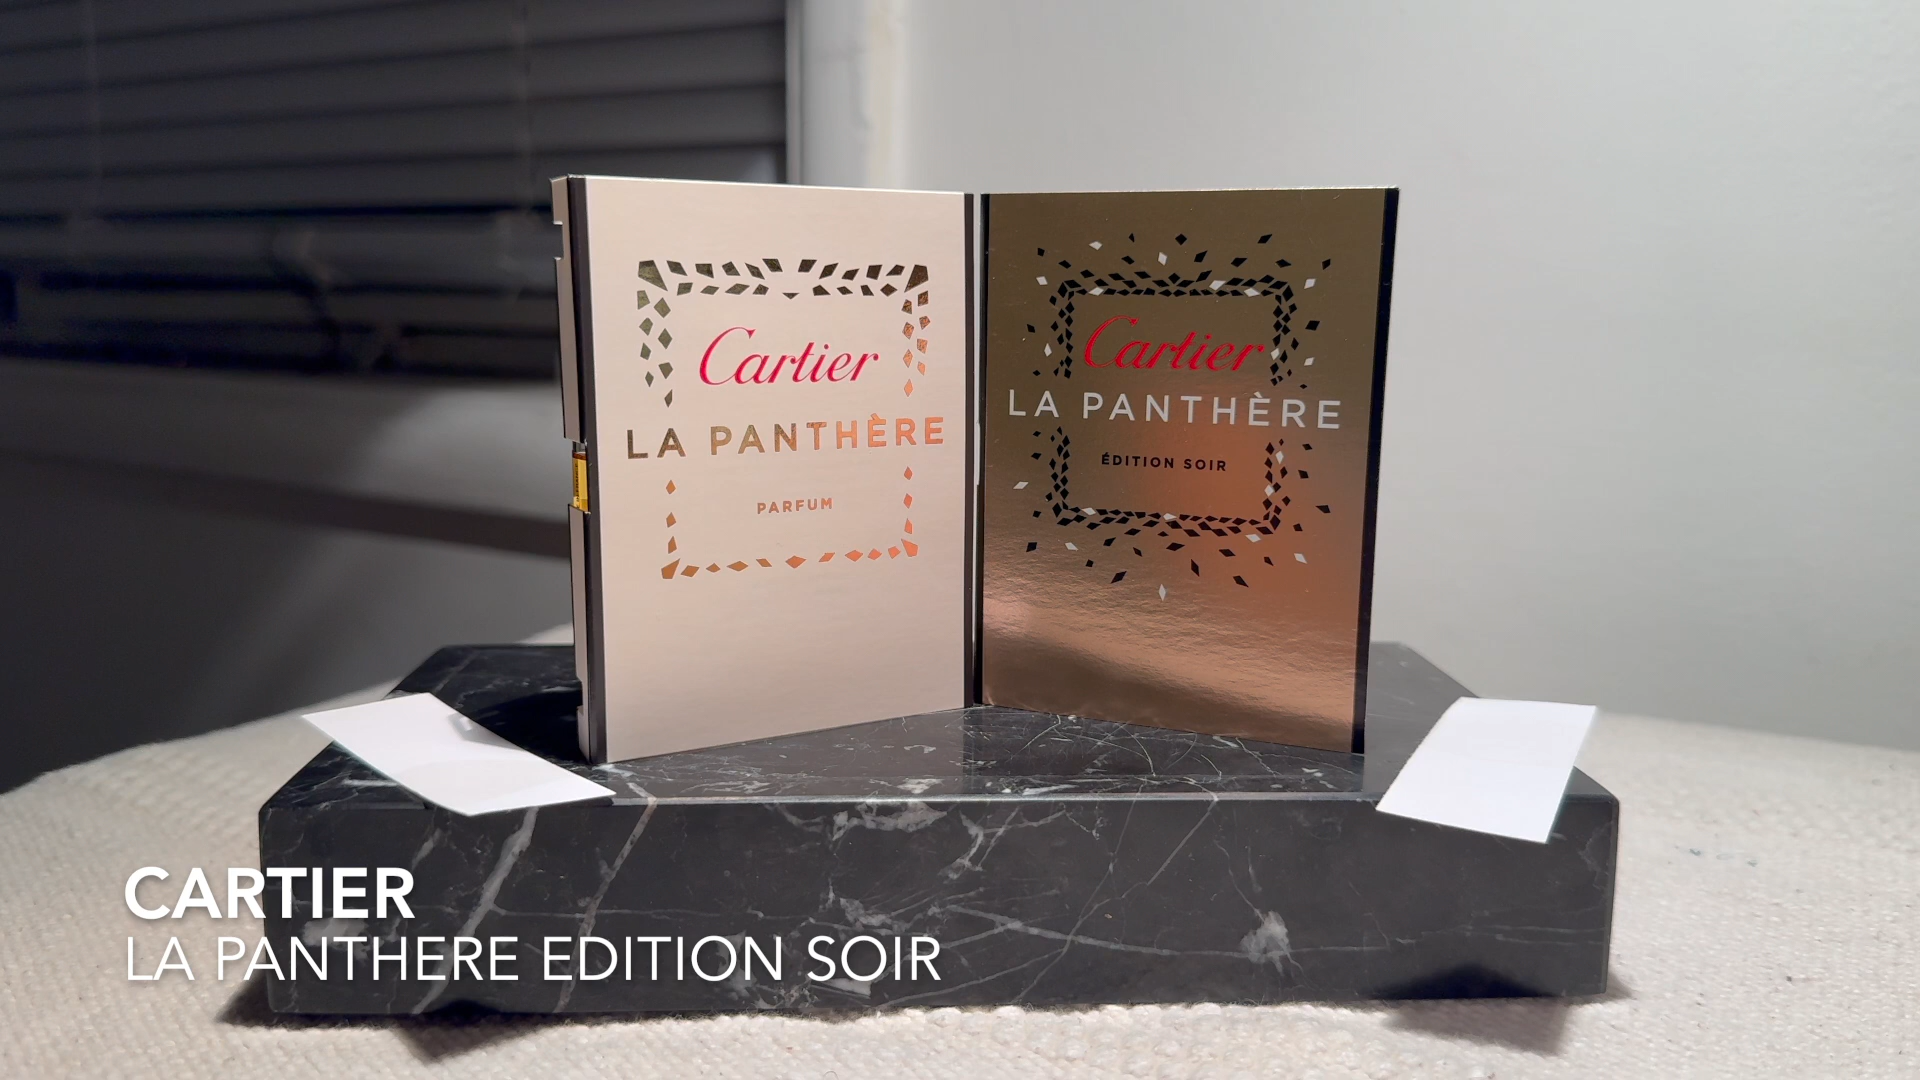 Cartier
LA PANTHÈRE
PARFUM
Cartier
LA PANTHÈRE
ÉDITION SOIR
CARTIER
LA PANTHERE EDITION SOIR